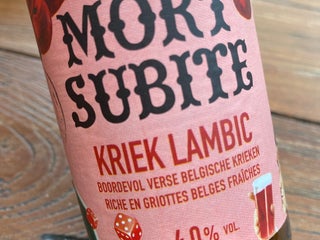 MORT
SUBITE
KRIEK LAMBIC
BOORDEVOL VERSE BELGISCHE KRIEKEN
RICHE EN GRIOTTES BELGES FRAÎCHES
% VOL